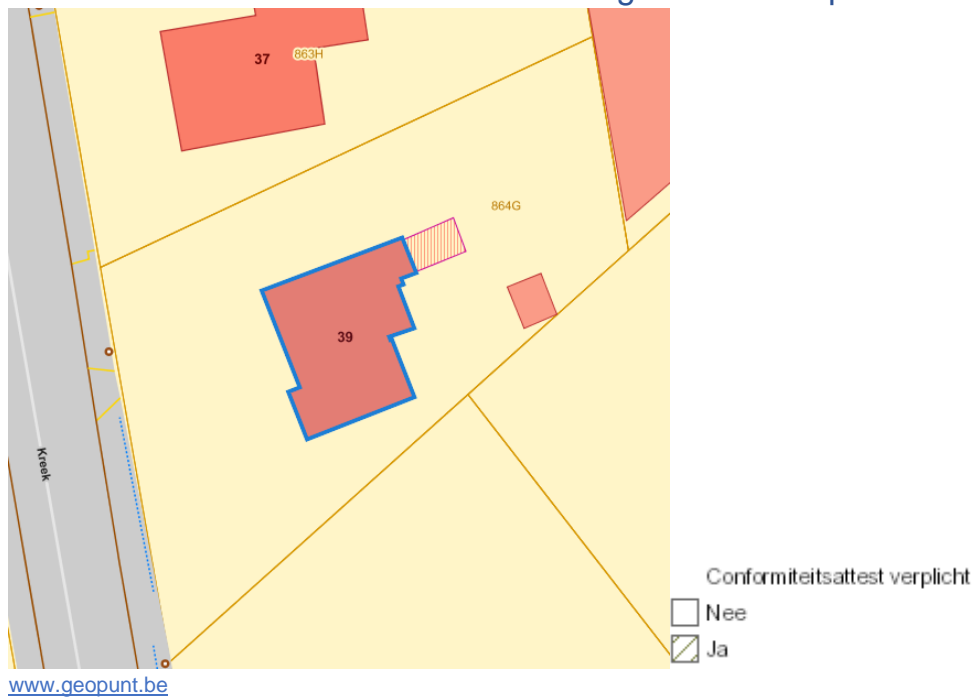 37
863H
864G
39
Kreek
Conformiteitsattest verplicht
Nee
Ja
www.geopunt.be